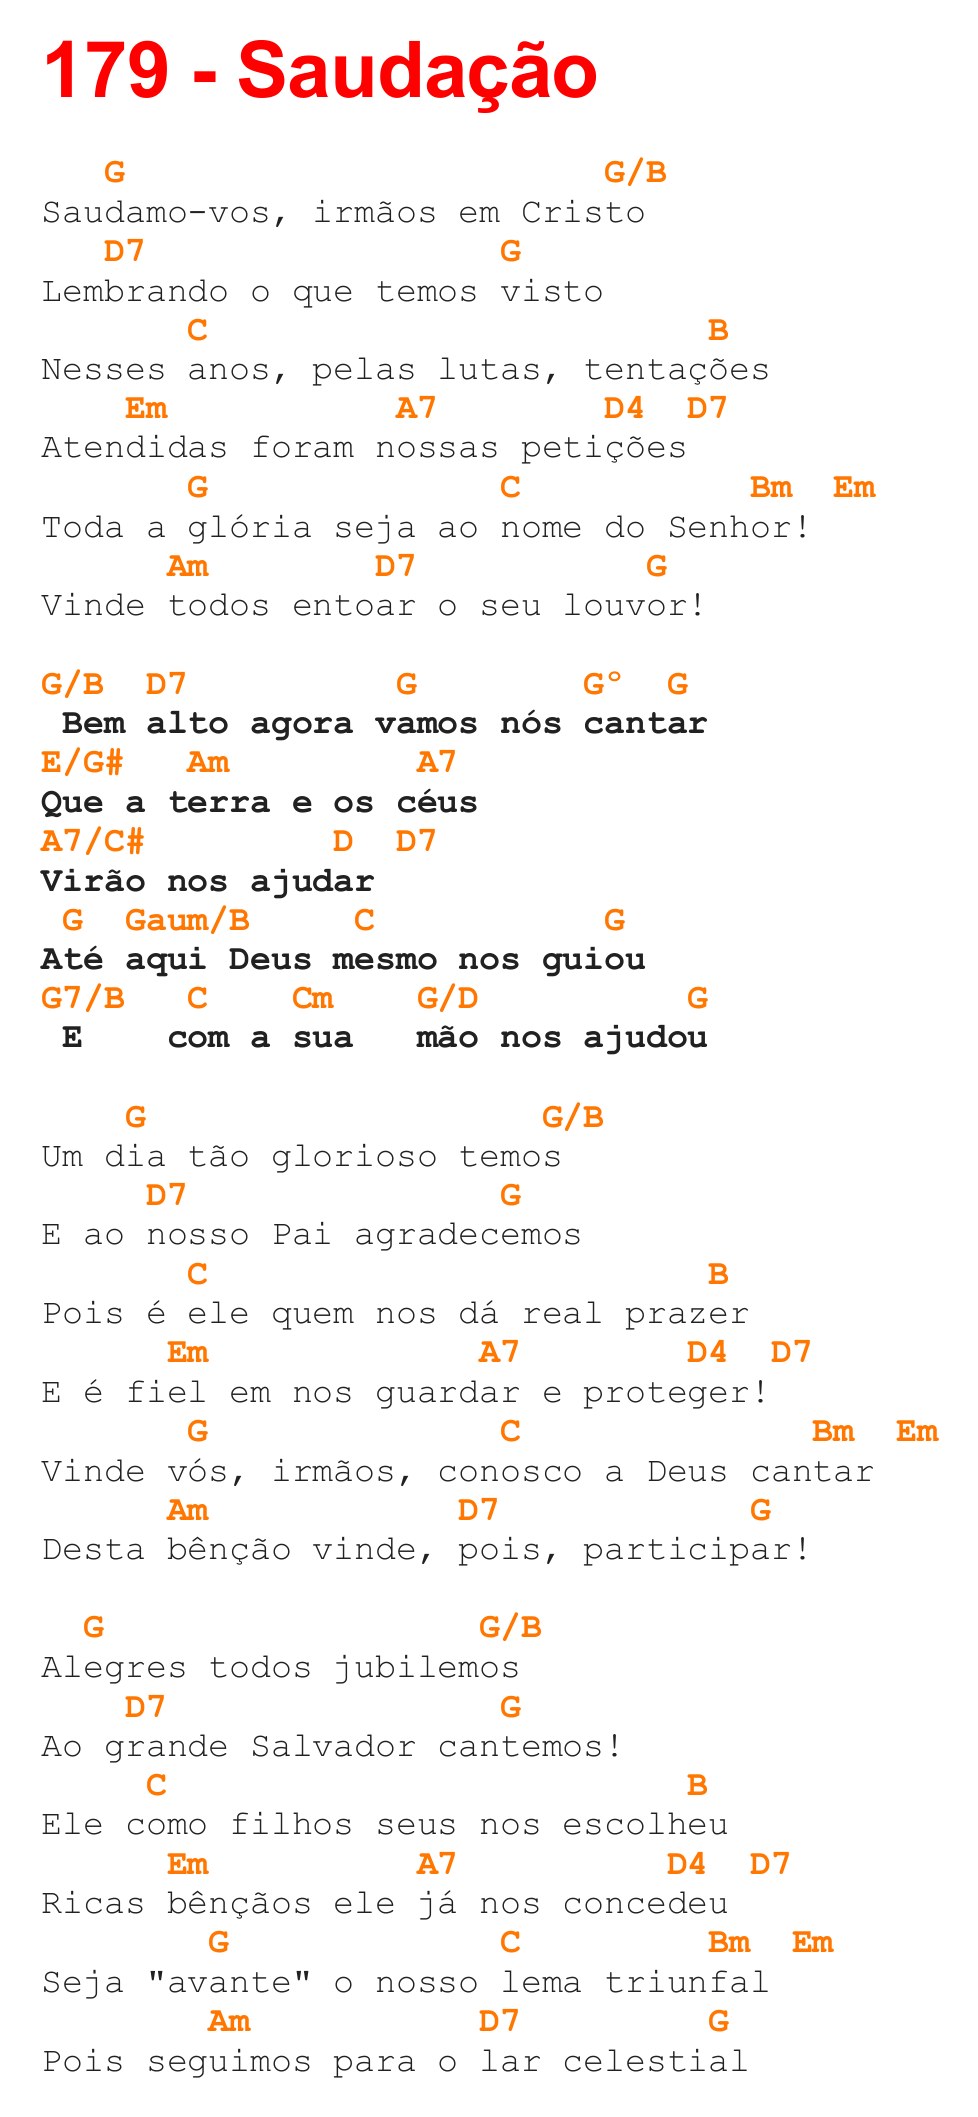 179 - Saudação
G G/B
Saudamo-vos, irmãos em Cristo
D7 G
Lembrando o que temos visto
C B
Nesses anos, pelas lutas, tentações
Em A7 D4 D7
Atendidas foram nossas petições
G C Bm Em
Toda a glória seja ao nome do Senhor!
Am D7 G
Vinde todos entoar o seu louvor!
G/B D7 G Gº G
Bem alto agora vamos nós cantar
E/G# Am A7
Que a terra e os céus
A7/C# D D7
Virão nos ajudar
G Gaum/B C G
Até aqui Deus mesmo nos guiou
G7/B C Cm G/D G
E com a sua mão nos ajudou
G G/B
Um dia tão glorioso temos
D7 G
E ao nosso Pai agradecemos
C B
Pois é ele quem nos dá real prazer
Em A7 D4 D7
E é fiel em nos guardar e proteger!
G C Bm Em
Vinde vós, irmãos, conosco a Deus cantar
Am D7 G
Desta bênção vinde, pois, participar!
G G/B
Alegres todos jubilemos
D7 G
Ao grande Salvador cantemos!
C B
Ele como filhos seus nos escolheu
Em A7 D4 D7
Ricas bênçãos ele já nos concedeu
G C Bm Em
Seja "avante" o nosso lema triunfal
Am D7 G
Pois seguimos para o lar celestial